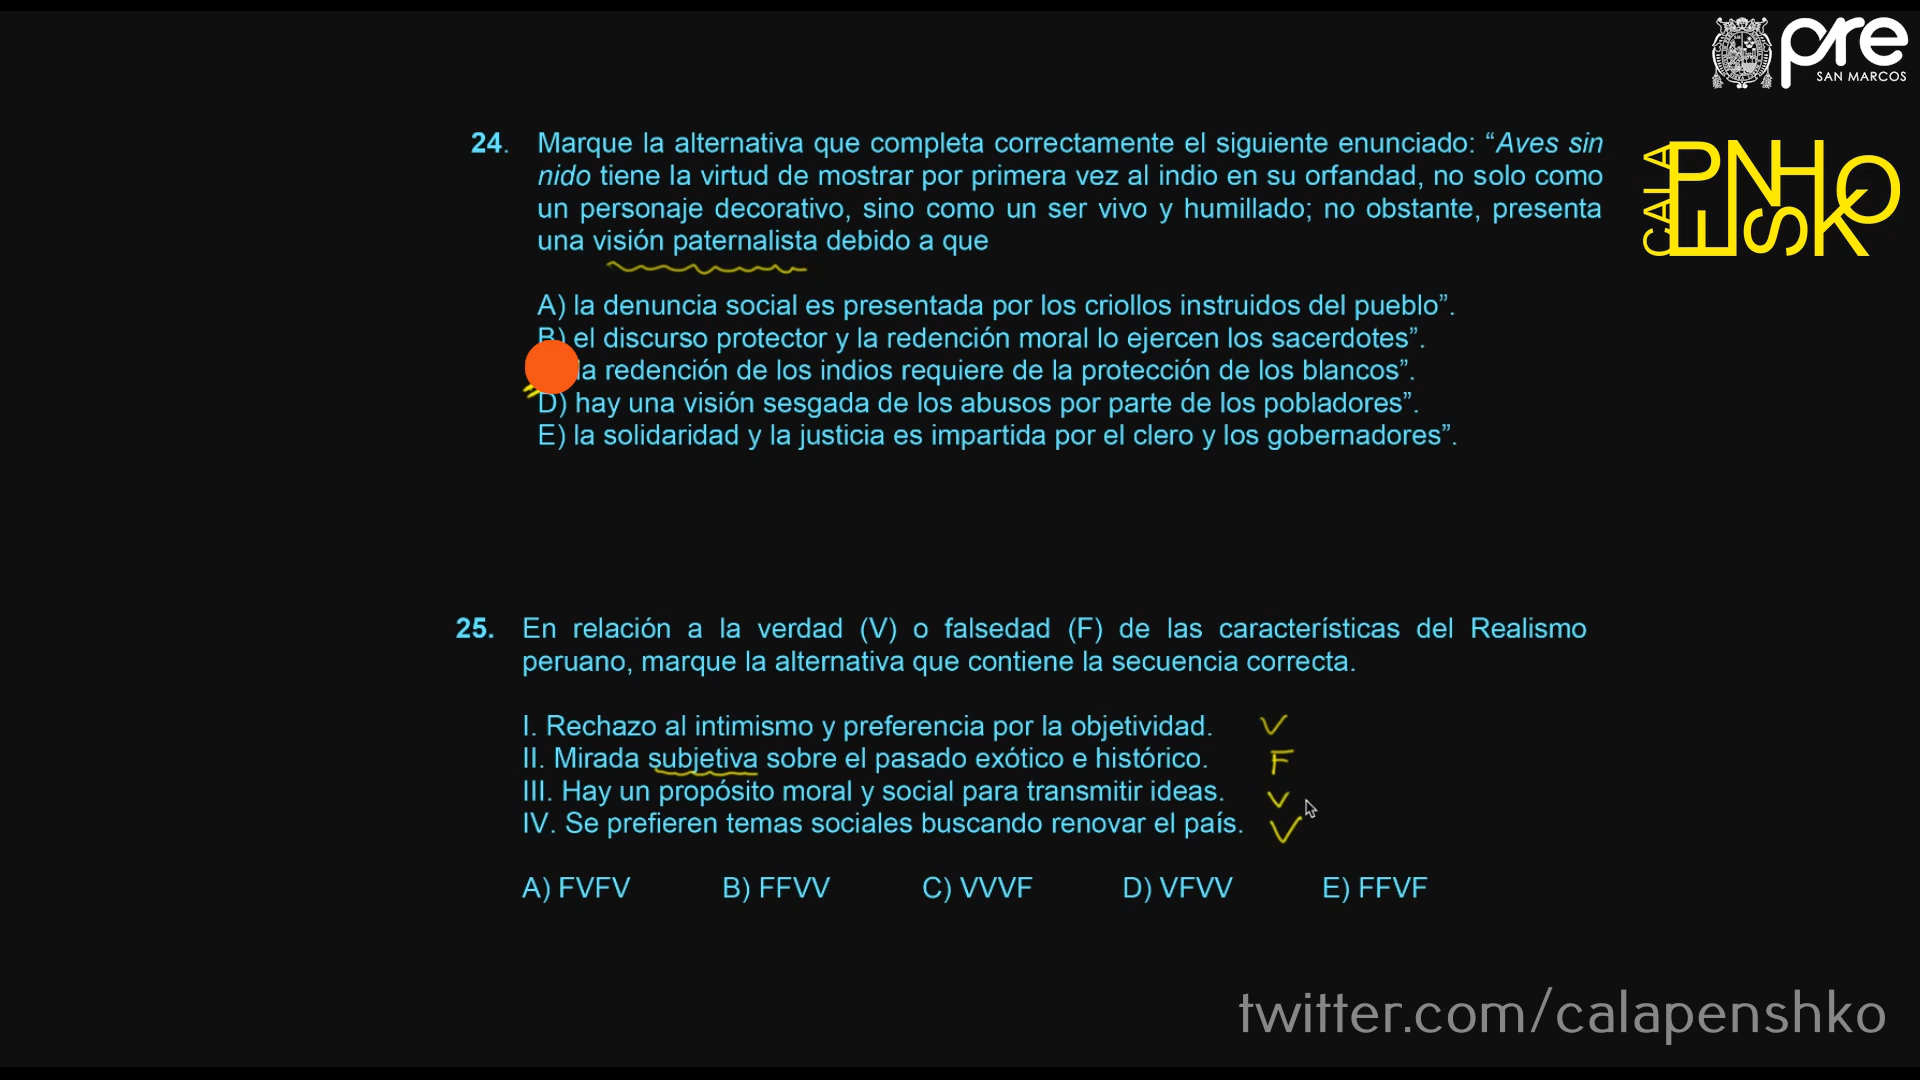 pre
SAN MARCOS
CALA
PENSHKO
24. Marque la alternativa que completa correctamente el siguiente enunciado: “Aves sin
nido tiene la virtud de mostrar por primera vez al indio en su orfandad, no solo como
un personaje decorativo, sino como un ser vivo y humillado; no obstante, presenta
una visión paternalista debido a que
A) la denuncia social es presentada por los criollos instruidos del pueblo”.
B) el discurso protector y la redención moral lo ejercen los sacerdotes”.
la redención de los indios requiere de la protección de los blancos”.
D) hay una visión sesgada de los abusos por parte de los pobladores”.
E) la solidaridad y la justicia es impartida por el clero y los gobernadores”.
25. En relación a la verdad (V) o falsedad (F) de las características del Realismo
peruano, marque la alternativa que contiene la secuencia correcta.
I. Rechazo al intimismo y preferencia por la objetividad. V
II. Mirada subjetiva sobre el pasado exótico e histórico. F
III. Hay un propósito moral y social para transmitir ideas. V
IV. Se prefieren temas sociales buscando renovar el país. V
A) FVFV B) FFVV C) VVVF D) VFVV E) FFVF
twitter.com/calapenshko